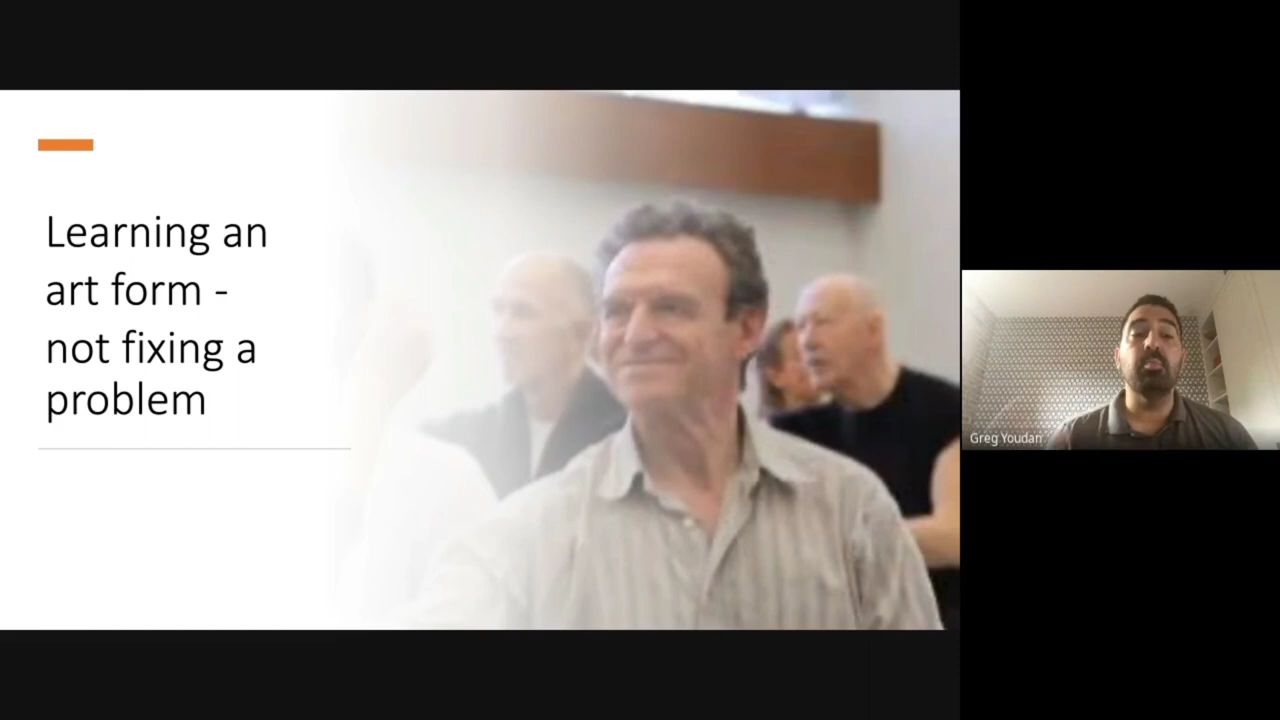 Learning an
art form -
not fixing a
problem
Greg Youdan